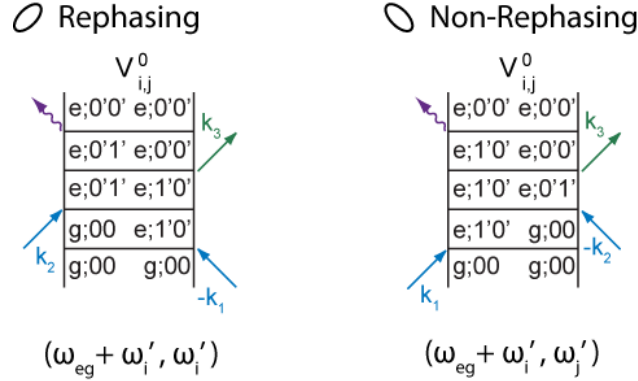 Rephasing
Non-Rephasing
V⁰i,j
e;0'0' e;0'0'
e;0'1' e;0'0'
e;0'1' e;1'0'
g;00 e;1'0'
g;00 g;00
k₃
k₂
-k₁
(ωeg + ωi', ωi')
V⁰i,j
e;0'0' e;0'0'
e;1'0' e;0'0'
e;1'0' e;0'1'
e;1'0' g;00
g;00 g;00
k₃
-k₂
k₁
(ωeg + ωi', ωj')